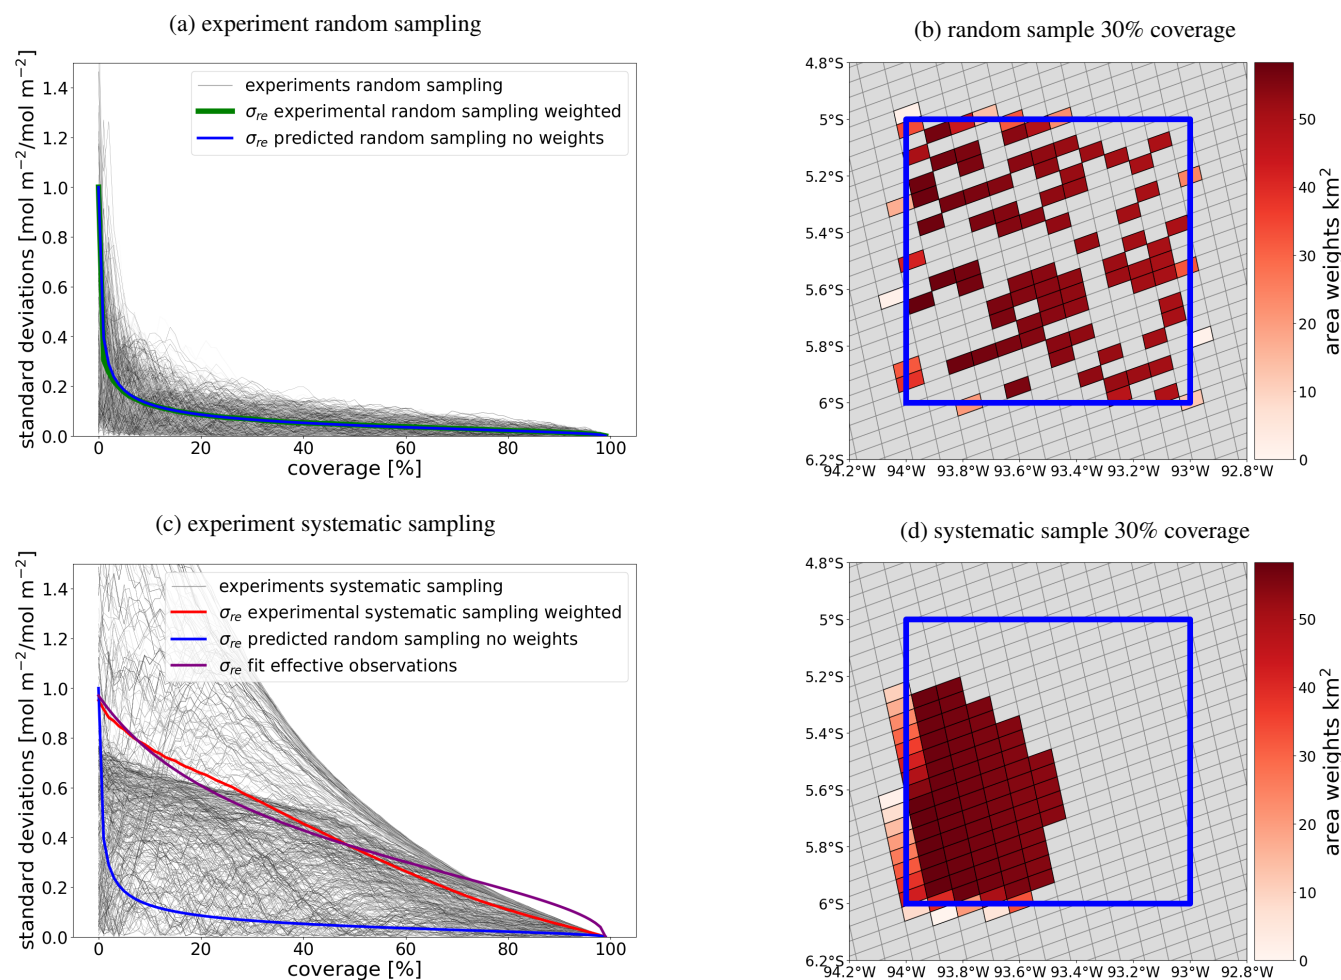 (a) experiment random sampling
standard deviations [mol m⁻²/mol m⁻²]
1.4
1.2
1.0
0.8
0.6
0.4
0.2
0.0
experiments random sampling
σre experimental random sampling weighted
σre predicted random sampling no weights
0 20 40 60 80 100
coverage [%]
(b) random sample 30% coverage
4.8°S
5°S
5.2°S
5.4°S
5.6°S
5.8°S
6°S
6.2°S
94.2°W 94°W 93.8°W 93.6°W 93.4°W 93.2°W 93°W 92.8°W
50
40
30
20
10
0
area weights km²
(c) experiment systematic sampling
standard deviations [mol m⁻²/mol m⁻²]
1.4
1.2
1.0
0.8
0.6
0.4
0.2
0.0
experiments systematic sampling
σre experimental systematic sampling weighted
σre predicted random sampling no weights
σre fit effective observations
0 20 40 60 80 100
coverage [%]
(d) systematic sample 30% coverage
4.8°S
5°S
5.2°S
5.4°S
5.6°S
5.8°S
6°S
6.2°S
94.2°W 94°W 93.8°W 93.6°W 93.4°W 93.2°W 93°W 92.8°W
50
40
30
20
10
0
area weights km²